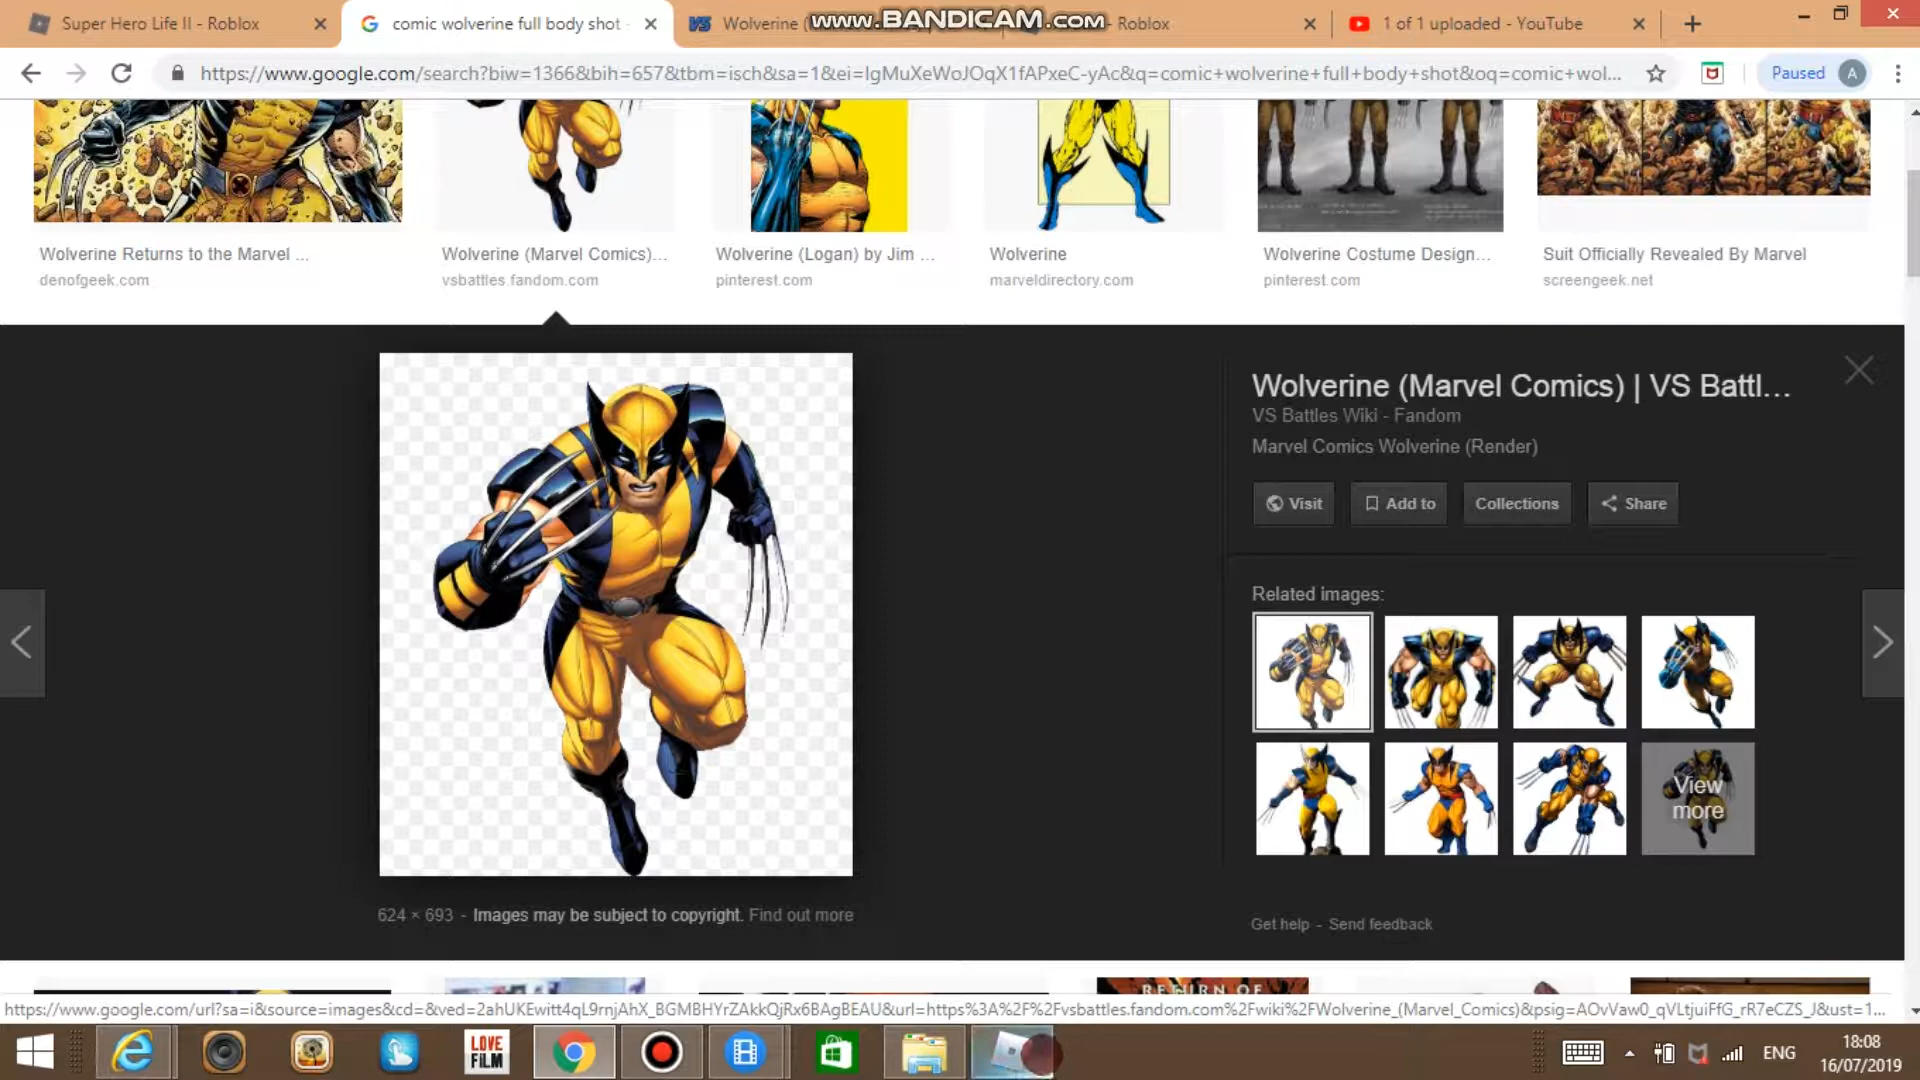 Super Hero Life II - Roblox
comic wolverine full body shot
VS
Wolverine (
www.BANDICAM.com
- Roblox
1 of 1 uploaded - YouTube
https://www.google.com/search?biw=1366&bih=657&tbm=isch&sa=1&ei=IgMuXeWoJOqX1fAPxeC-yAc&q=comic+wolverine+full+body+shot&oq=comic+wol...
Paused
A
Wolverine Returns to the Marvel ...
denofgeek.com
Wolverine (Marvel Comics)...
vsbattles.fandom.com
Wolverine (Logan) by Jim ...
pinterest.com
Wolverine
marveldirectory.com
Wolverine Costume Design...
pinterest.com
Suit Officially Revealed By Marvel
screengeek.net
Wolverine (Marvel Comics) | VS Battl...
VS Battles Wiki - Fandom
Marvel Comics Wolverine (Render)
Visit
Add to
Collections
Share
Related images:
View
more
624 × 693 - Images may be subject to copyright. Find out more
Get help - Send feedback
RETURN OF
https://www.google.com/url?sa=i&source=images&cd=&ved=2ahUKEwitt4qL9rnjAhX_BGMBHYrZAkkQjRx6BAgBEAU&url=https%3A%2F%2Fvsbattles.fandom.com%2Fwiki%2FWolverine_(Marvel_Comics)&psig=AOvVaw0_qVLtjuiFfG_rR7eCZS_J&ust=1...
LOVE
FILM
ENG
18:08
16/07/2019